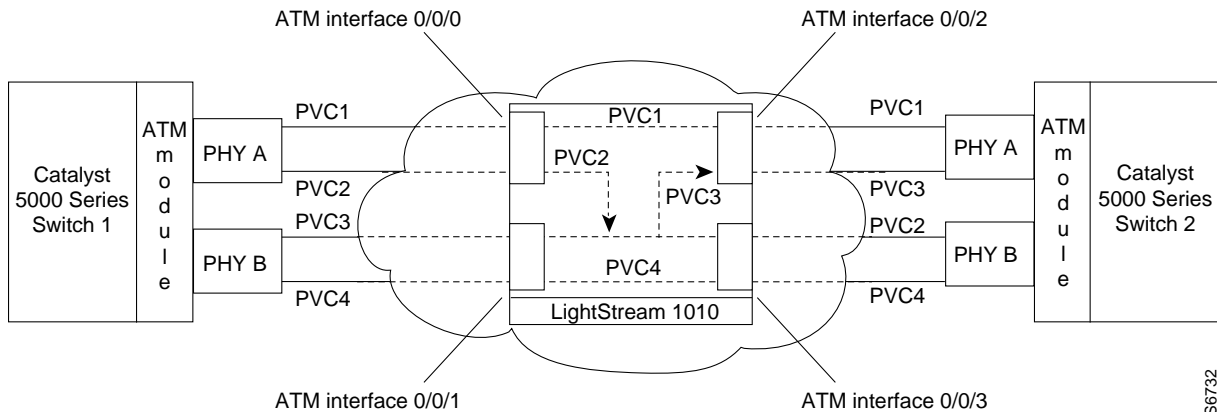 ATM interface 0/0/0
ATM interface 0/0/2
Catalyst
5000 Series
Switch 1
ATM
m
o
d
u
l
e
PHY A
PHY B
PVC1
PVC2
PVC3
PVC4
PVC1
PVC2
PVC3
PVC4
LightStream 1010
PVC1
PVC3
PVC2
PVC4
PHY A
PHY B
ATM
m
o
d
u
l
e
Catalyst
5000 Series
Switch 2
ATM interface 0/0/1
ATM interface 0/0/3
S6732